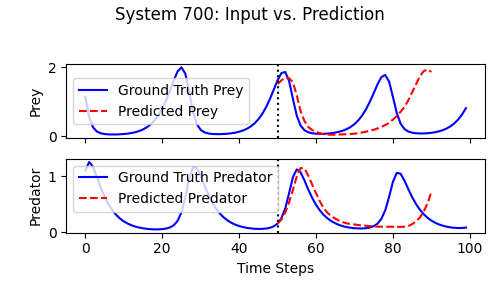 System 700: Input vs. Prediction
Prey
2
0
Ground Truth Prey
Predicted Prey
Predator
1
0
Ground Truth Predator
Predicted Predator
0 20 40 60 80 100
Time Steps